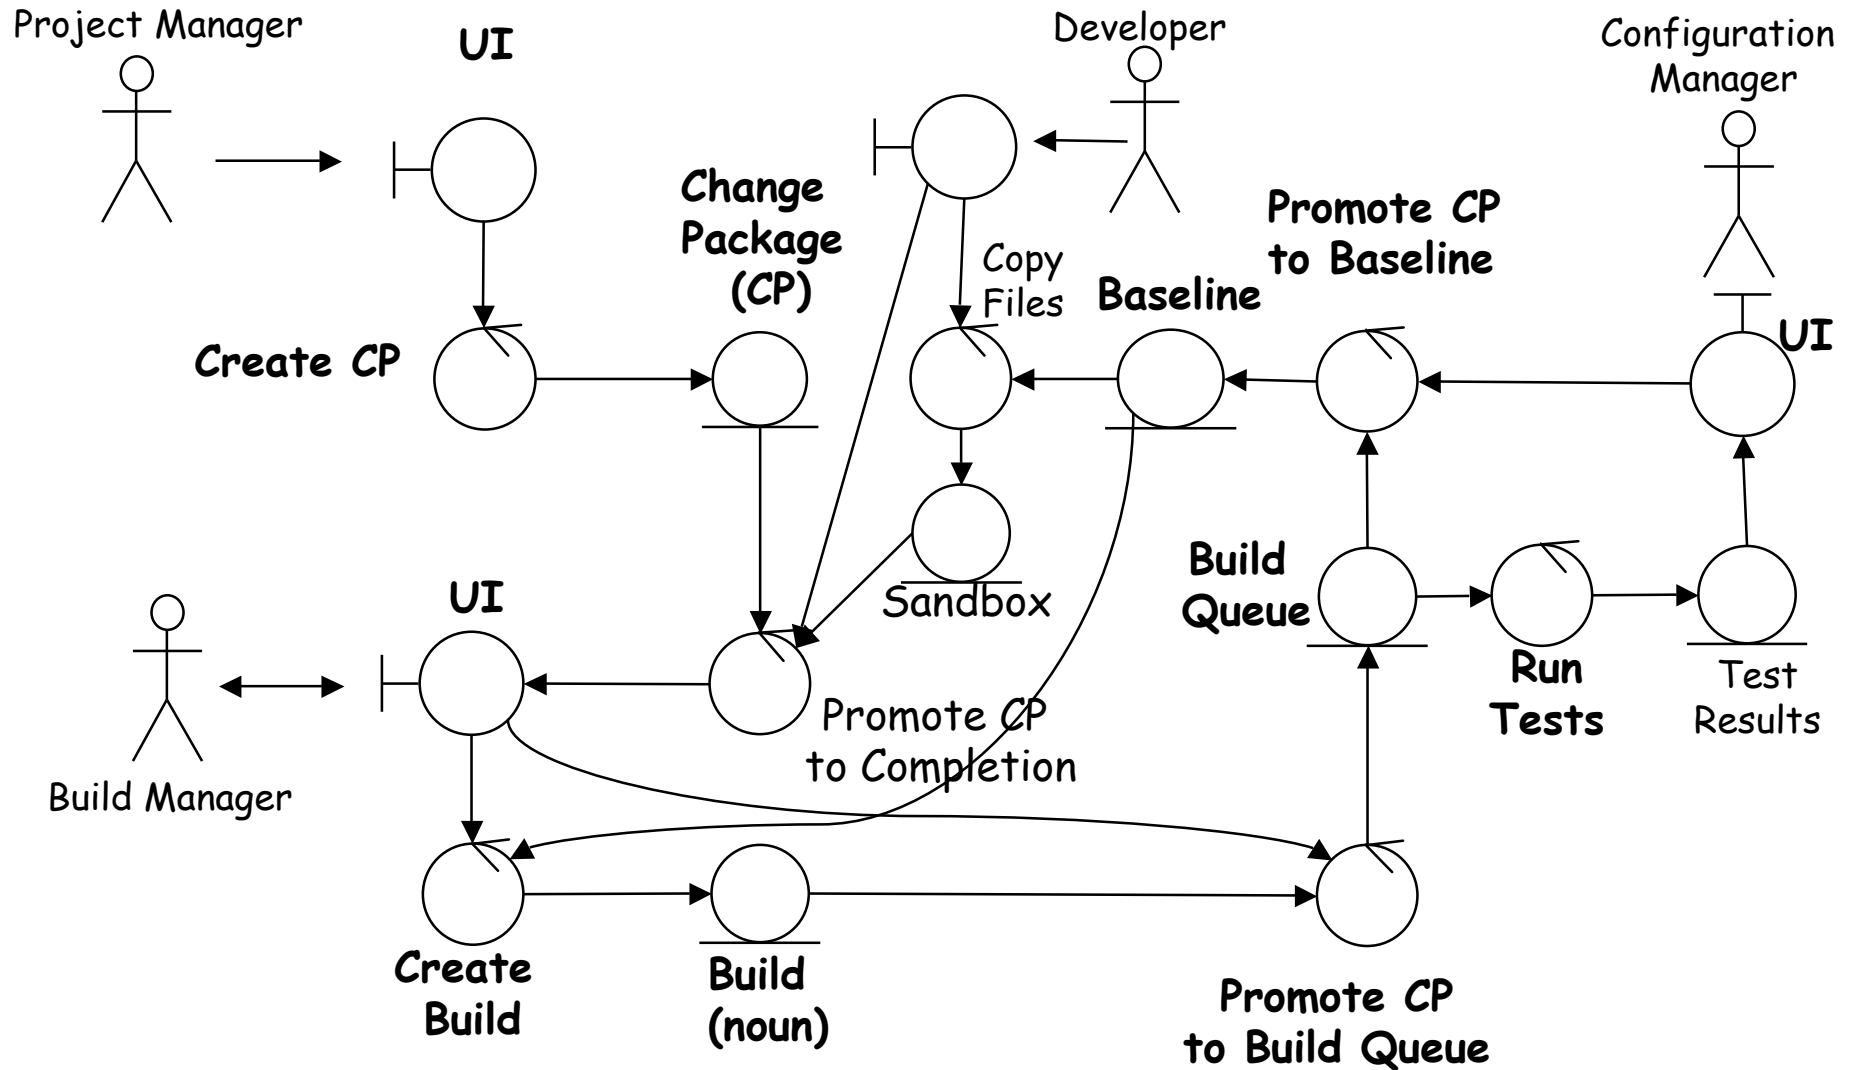 Project Manager
UI
Developer
Configuration
Manager
Change
Package
(CP)
Copy
Files
Promote CP
to Baseline
Baseline
UI
Create CP
Sandbox
Build
Queue
UI
Run
Tests
Test
Results
Promote CP
to Completion
Build Manager
Create
Build
Build
(noun)
Promote CP
to Build Queue